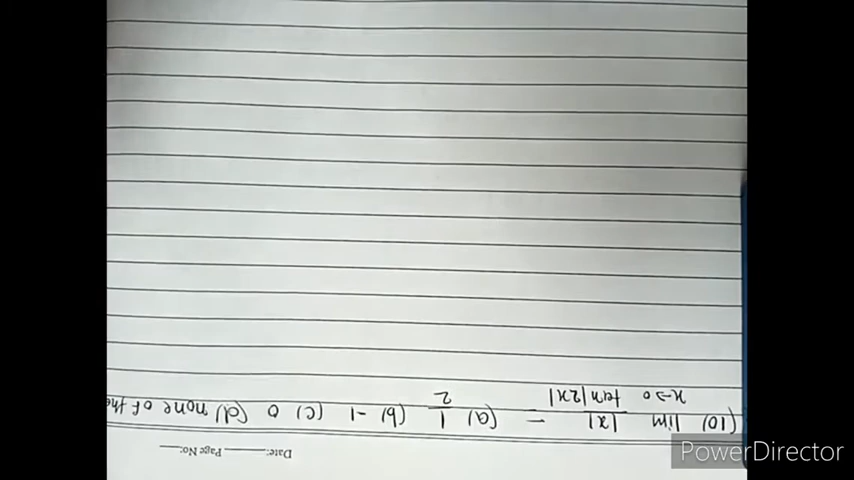 Date: Page No:
(10) lim |x| = (a) 1 (b) -1 (c) 0 (d) none of the
x→0 tan|2x| 2
PowerDirector